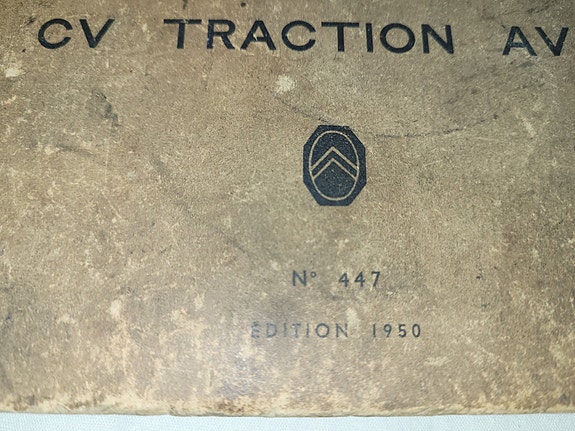 CV TRACTION AV
N° 447
EDITION 1950